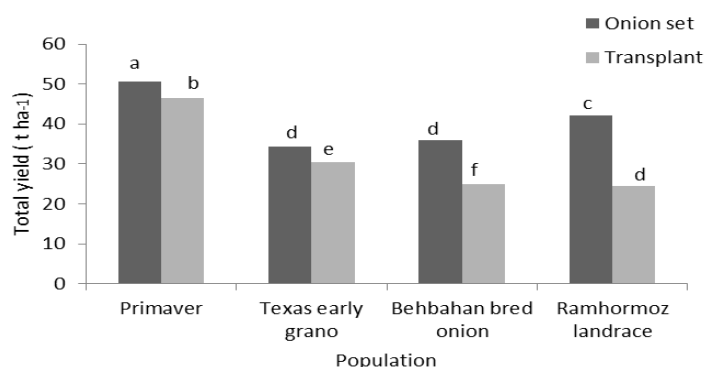 Onion set
Transplant
Total yield ( t ha-1)
60
50
40
30
20
10
0
a
b
d
e
d
f
c
d
Primaver
Texas early
grano
Behbahan bred
onion
Ramhormoz
landrace
Population